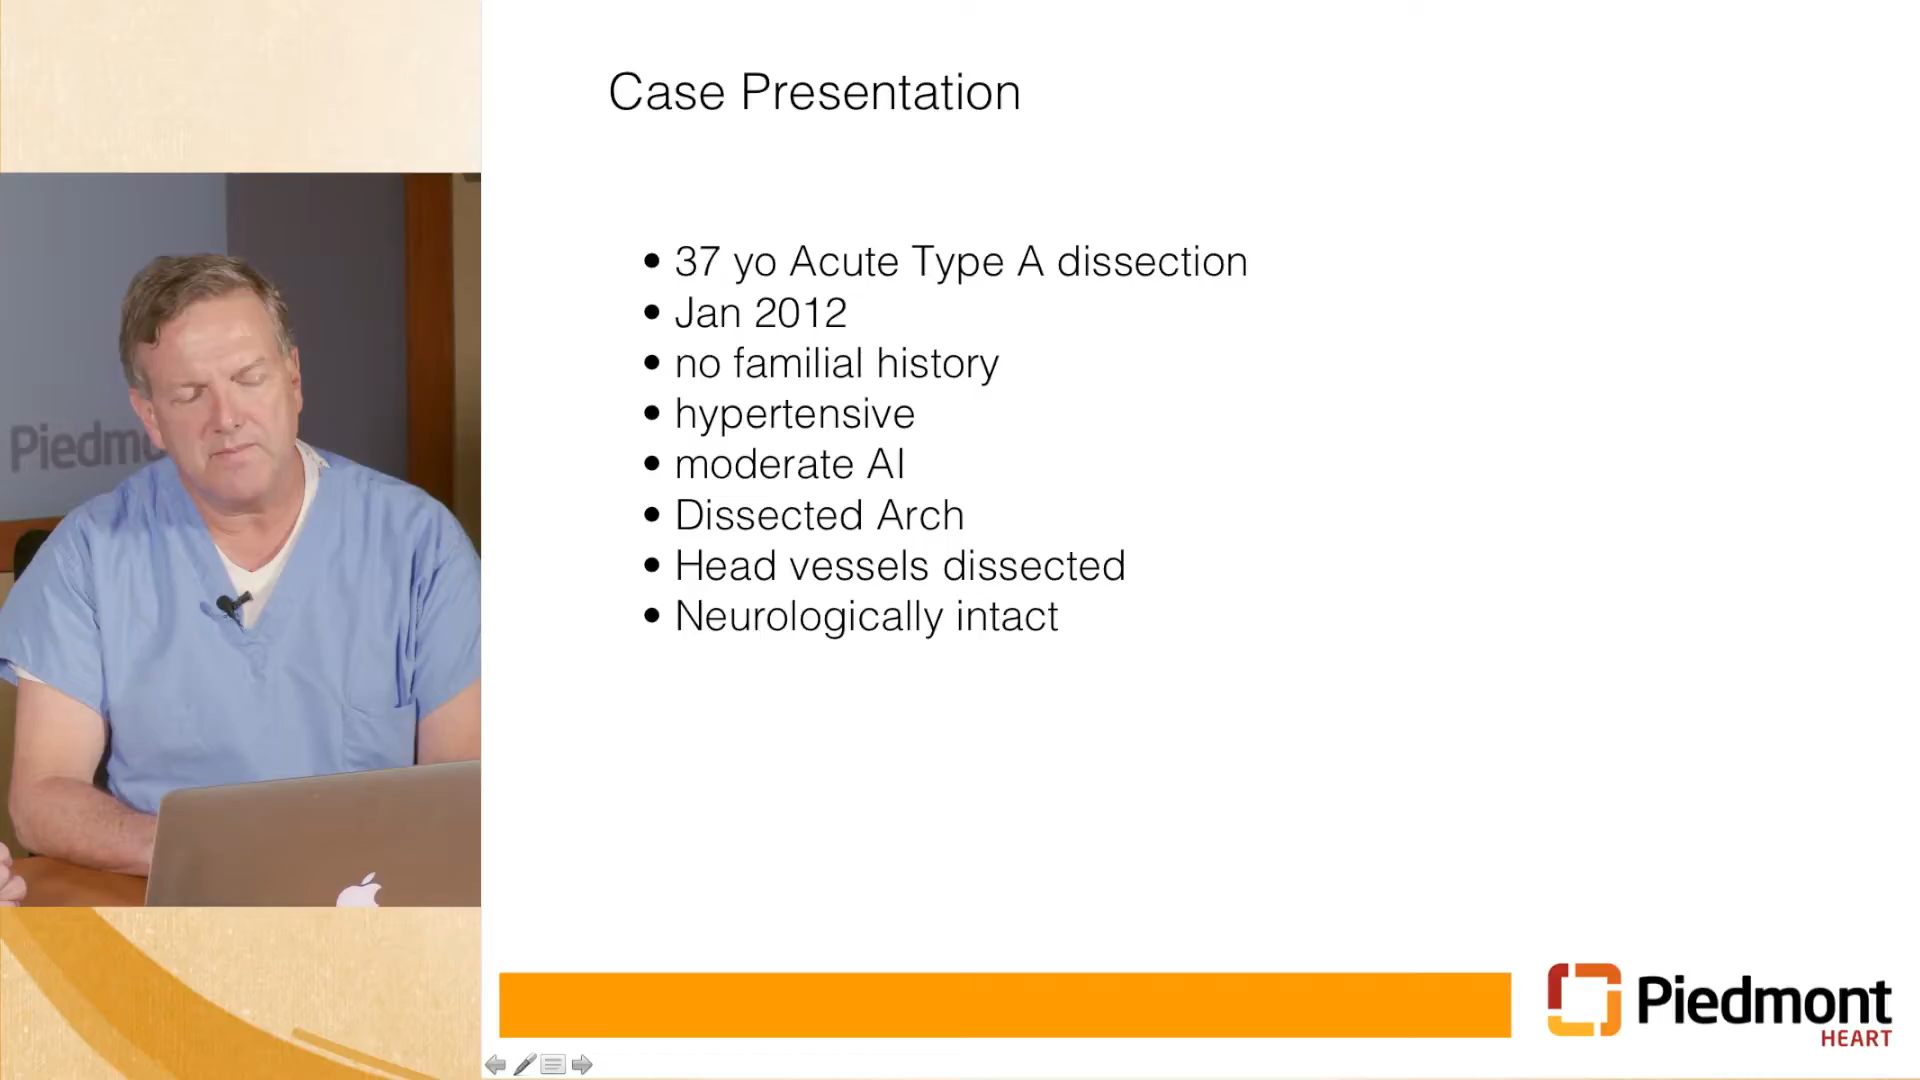 Case Presentation
• 37 yo Acute Type A dissection
• Jan 2012
• no familial history
• hypertensive
• moderate AI
• Dissected Arch
• Head vessels dissected
• Neurologically intact
Piedm
Piedmont
HEART